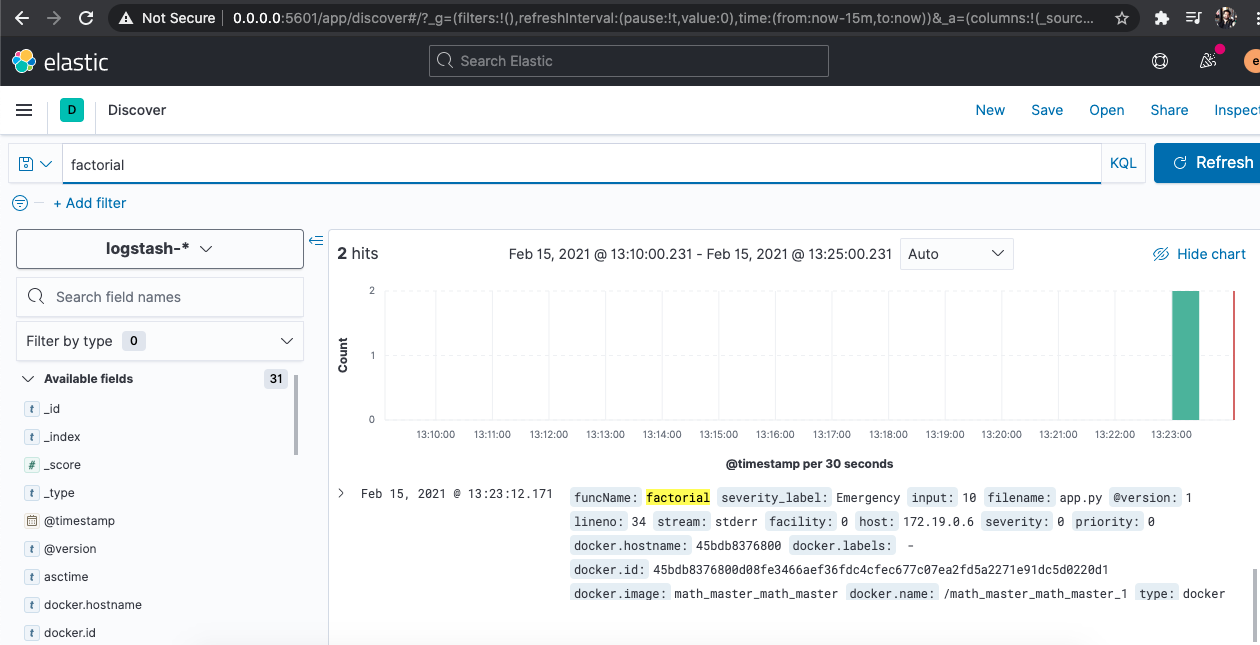 Not Secure 0.0.0.0:5601/app/discover#/?_g=(filters:!(),refreshInterval:(pause:!t,value:0),time:(from:now-15m,to:now))&_a=(columns:!(_sourc...
elastic Search Elastic e
D Discover New Save Open Share Inspect
factorial KQL Refresh
+ Add filter
logstash-*
2 hits Feb 15, 2021 @ 13:10:00.231 - Feb 15, 2021 @ 13:25:00.231 Auto Hide chart
Search field names
Filter by type 0
Available fields 31
t _id
t _index
# _score
t _type
@timestamp
t @version
t asctime
t docker.hostname
t docker.id
Count
2
1
0
13:10:00 13:11:00 13:12:00 13:13:00 13:14:00 13:15:00 13:16:00 13:17:00 13:18:00 13:19:00 13:20:00 13:21:00 13:22:00 13:23:00
@timestamp per 30 seconds
Feb 15, 2021 @ 13:23:12.171 funcName: factorial severity_label: Emergency input: 10 filename: app.py @version: 1
lineno: 34 stream: stderr facility: 0 host: 172.19.0.6 severity: 0 priority: 0
docker.hostname: 45bdb8376800 docker.labels: -
docker.id: 45bdb8376800d08fe3466aef36fdc4cfec677c07ea2fd5a2271e91dc5d0220d1
docker.image: math_master_math_master docker.name: /math_master_math_master_1 type: docker